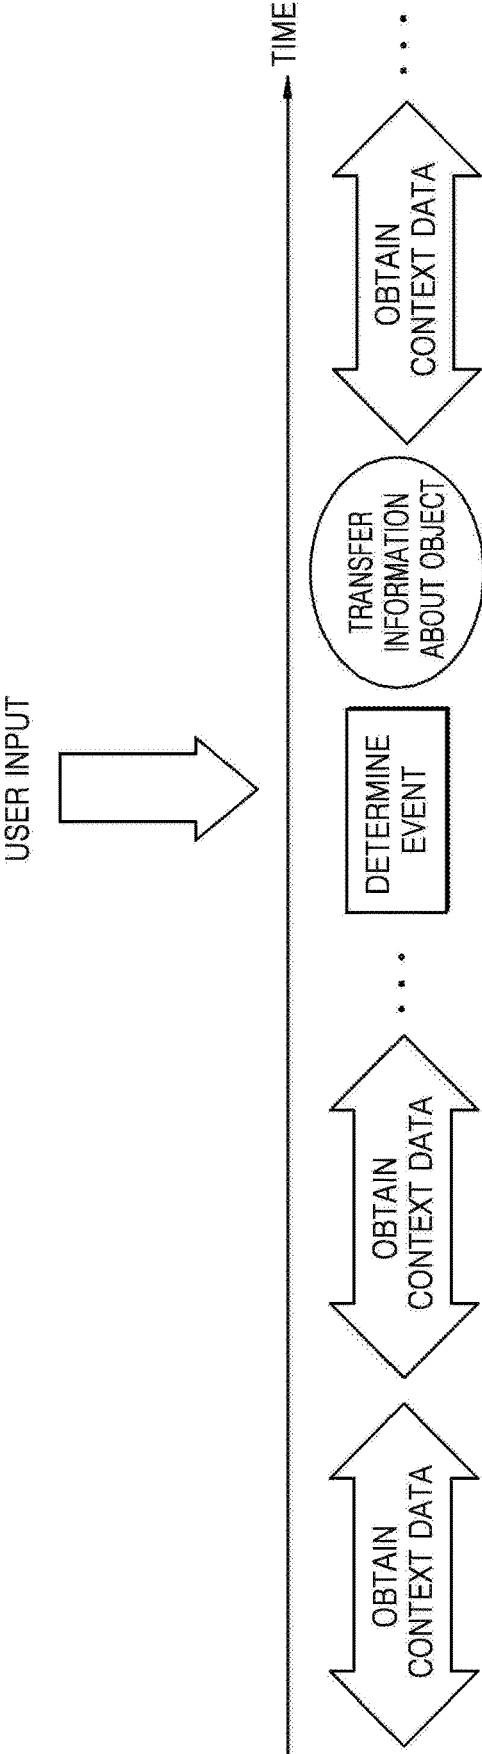 USER INPUT
TIME
OBTAIN
CONTEXT DATA
OBTAIN
CONTEXT DATA
DETERMINE
EVENT
TRANSFER
INFORMATION
ABOUT OBJECT
OBTAIN
CONTEXT DATA